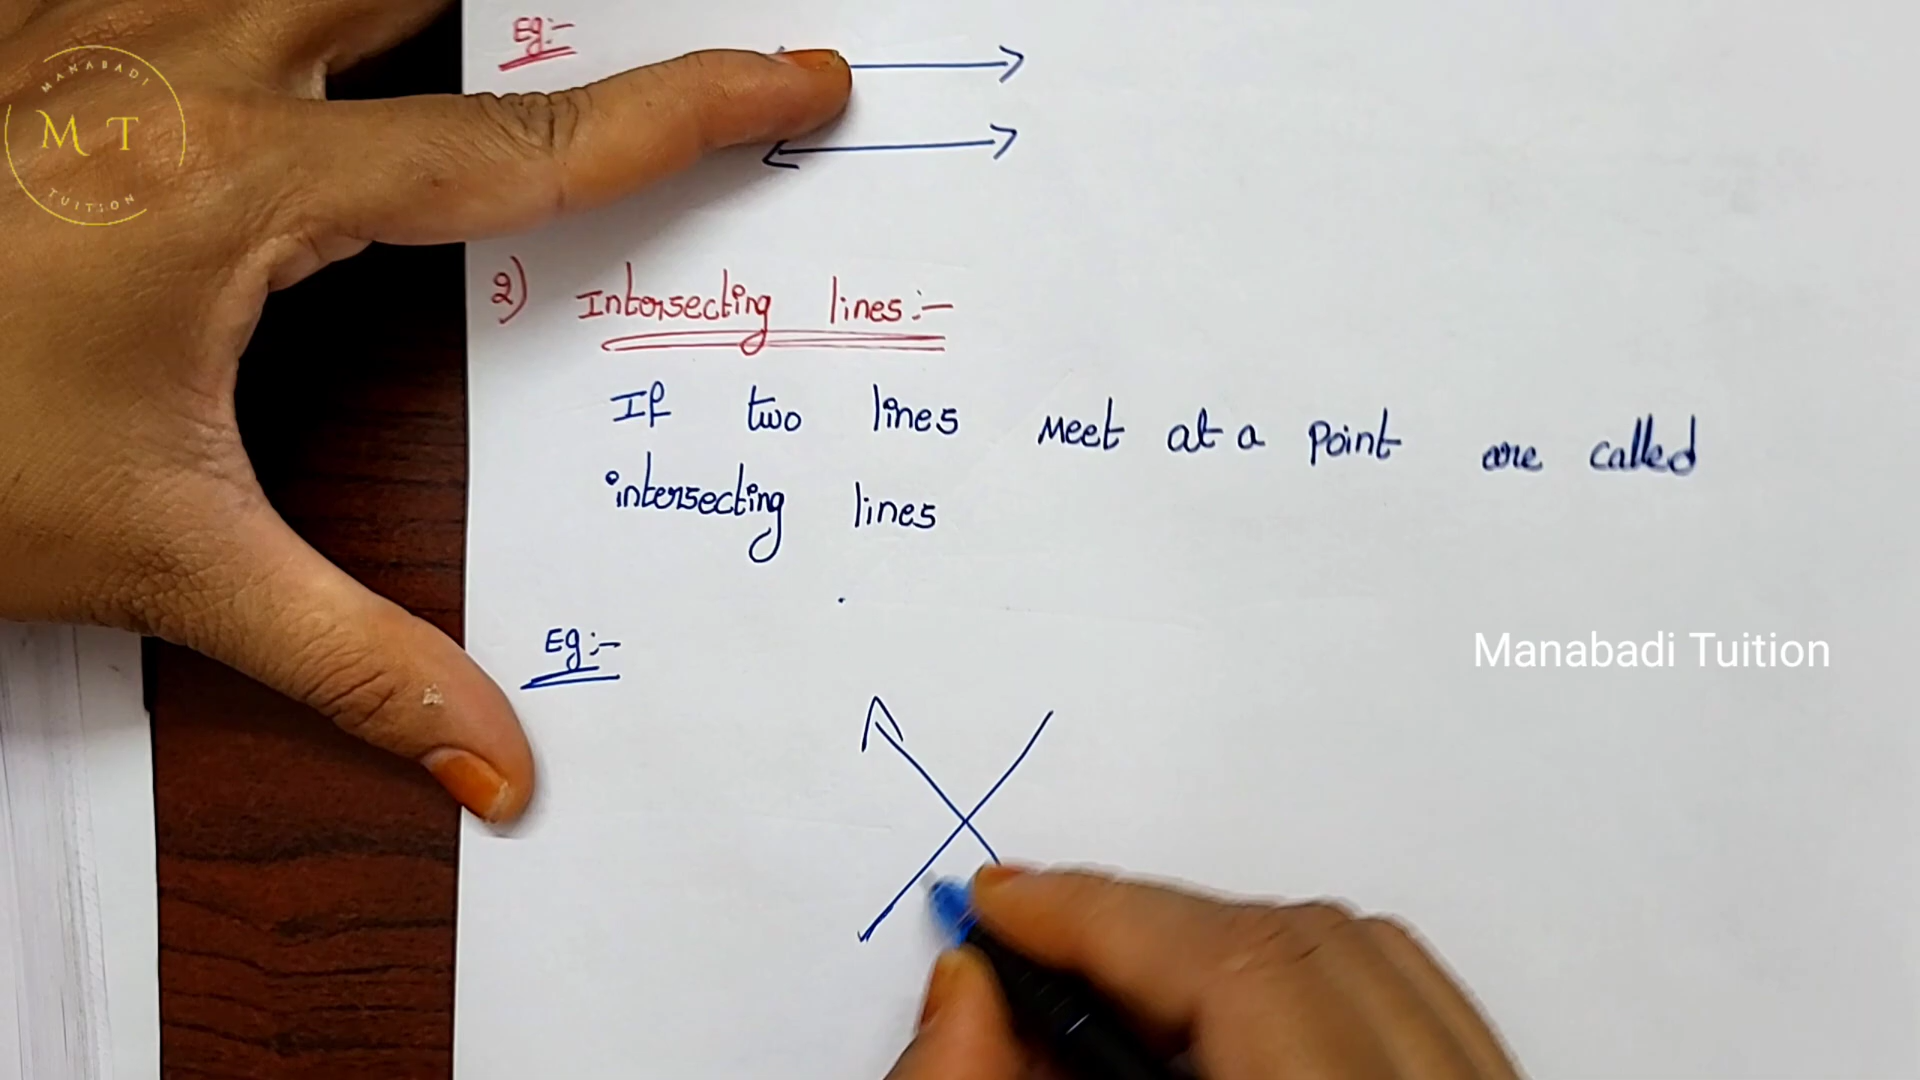 MANABADI
M T
TUITION
Eg:-
2) Intersecting lines:-
If two lines meet at a point are called
intersecting lines
Eg:-
Manabadi Tuition